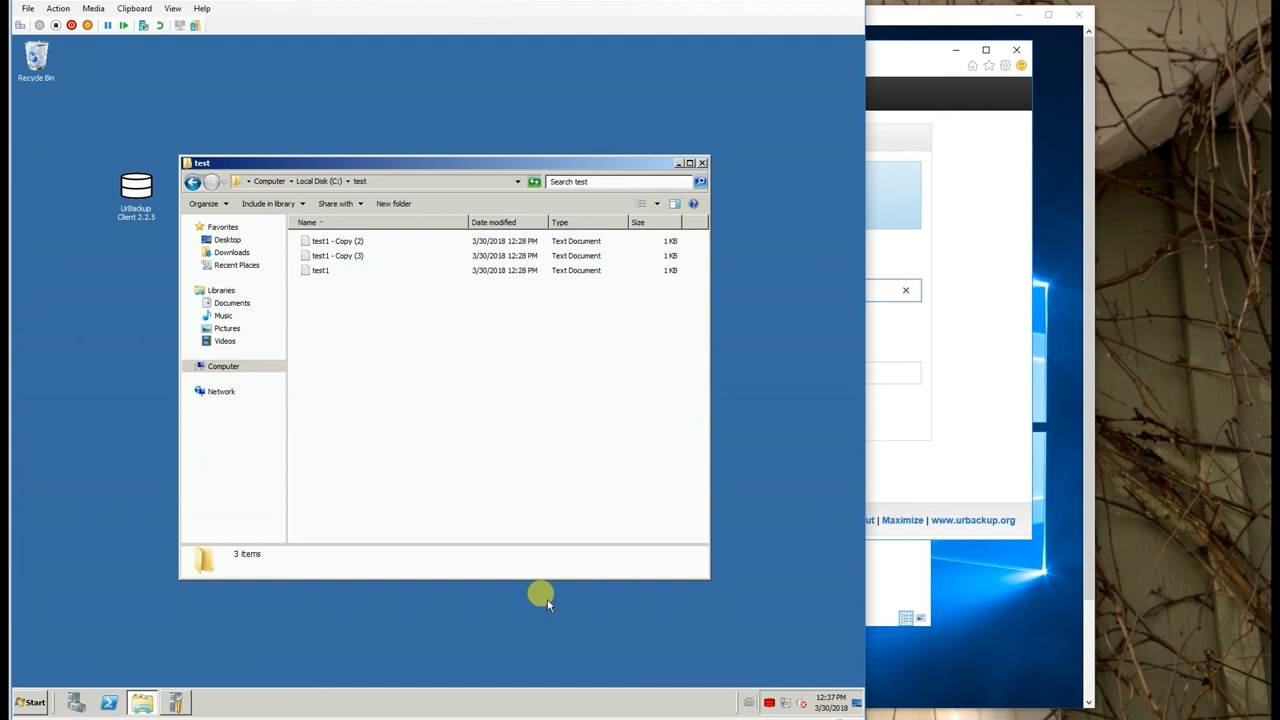 File Action Media Clipboard View Help
Recycle Bin
UrBackup
Client 2.2.5
test
Computer Local Disk (C:) test
Search test
Organize Include in library Share with New folder
Name Date modified Type Size
test1 - Copy (2) 3/30/2018 12:28 PM Text Document 1 KB
test1 - Copy (3) 3/30/2018 12:28 PM Text Document 1 KB
test1 3/30/2018 12:28 PM Text Document 1 KB
Favorites
Desktop
Downloads
Recent Places
Libraries
Documents
Music
Pictures
Videos
Computer
Network
3 items
ut | Maximize | www.urbackup.org
Start
12:37 PM
3/30/2018